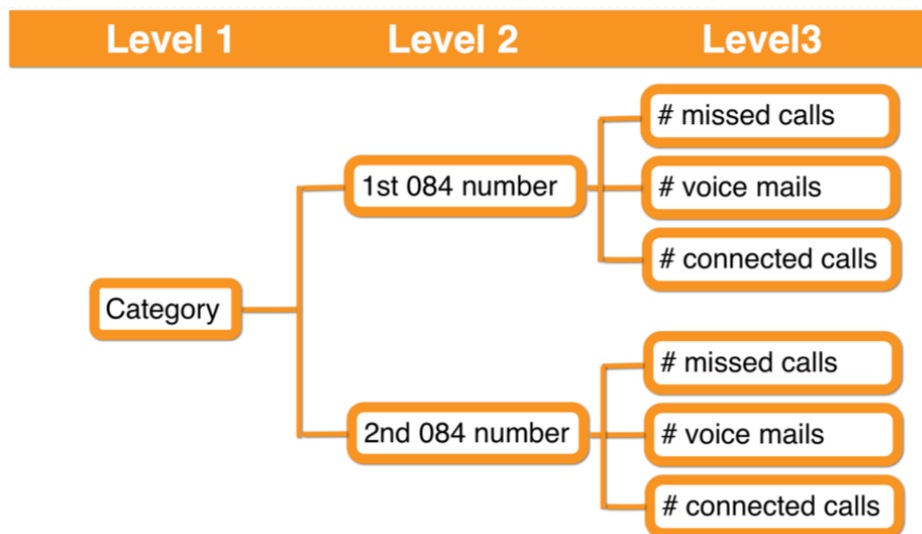 Level 1
Level 2
Level3
# missed calls
1st 084 number
# voice mails
# connected calls
Category
# missed calls
2nd 084 number
# voice mails
# connected calls